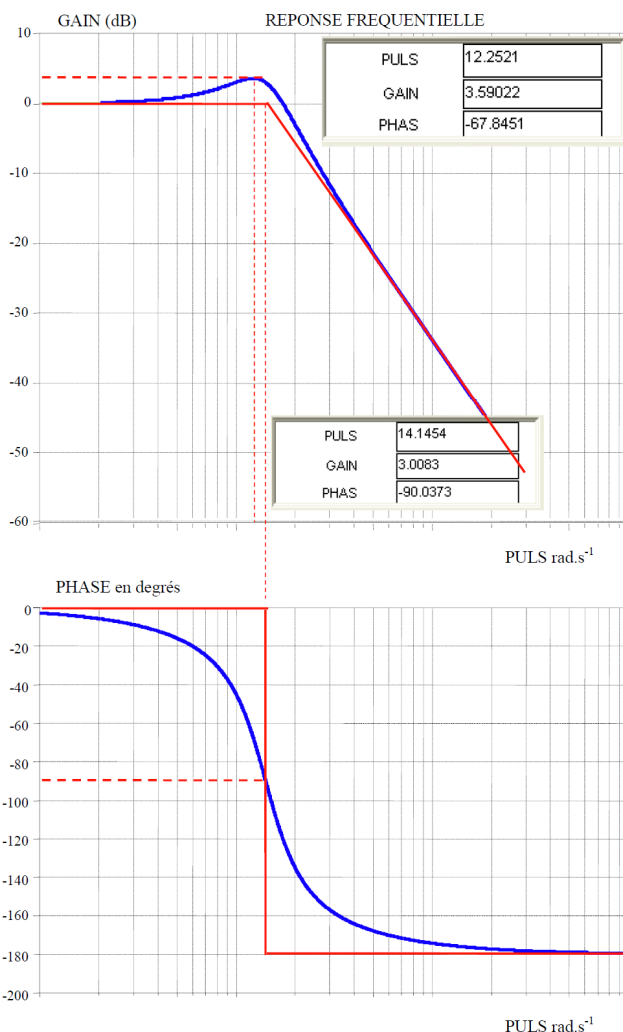 GAIN (dB) REPONSE FREQUENTIELLE
10
PULS 12.2521
GAIN 3.59022
PHAS -67.8451
0
-10
-20
-30
-40
PULS 14.1454
GAIN 3.0083
PHAS -90.0373
-50
-60
PULS rad.s-1
PHASE en degrés
0
-20
-40
-60
-80
-100
-120
-140
-160
-180
-200
PULS rad.s-1